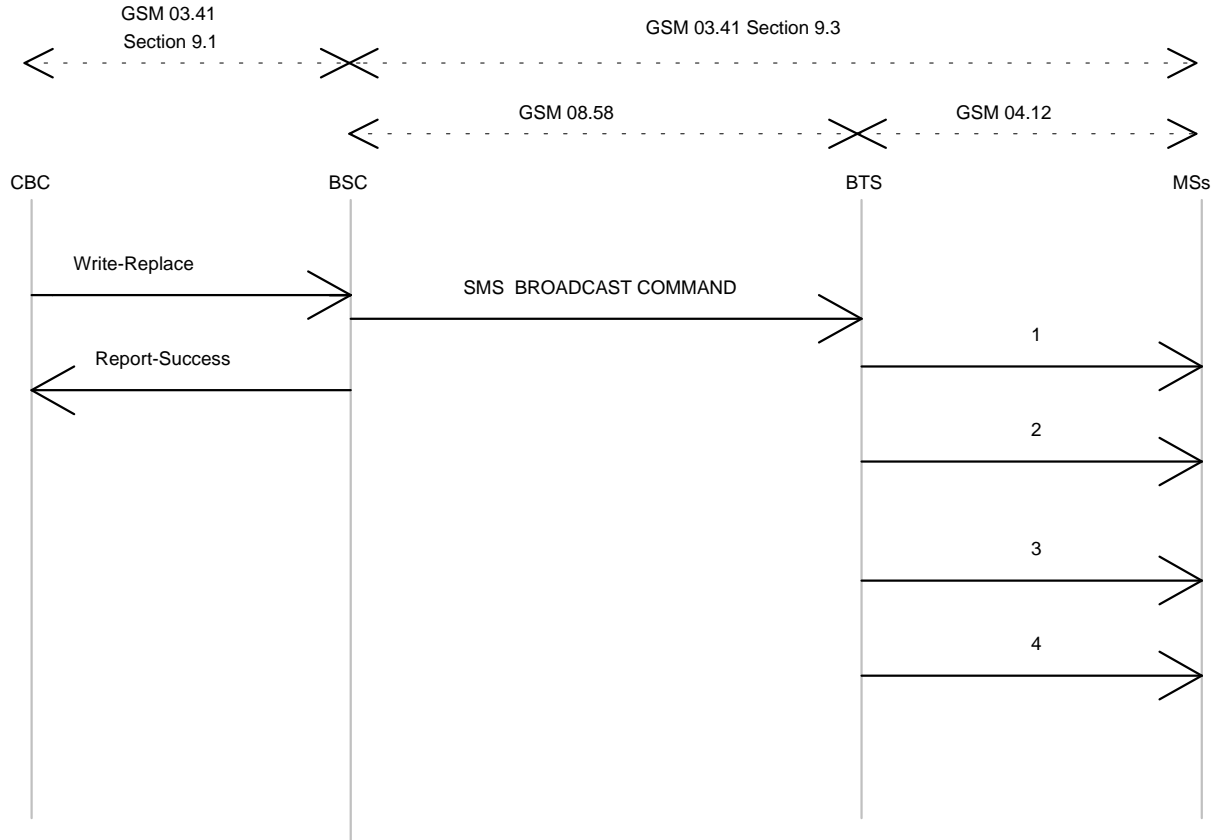 GSM 03.41
Section 9.1
GSM 03.41 Section 9.3
GSM 08.58
GSM 04.12
CBC
BSC
BTS
MSs
Write-Replace
SMS BROADCAST COMMAND
1
Report-Success
2
3
4